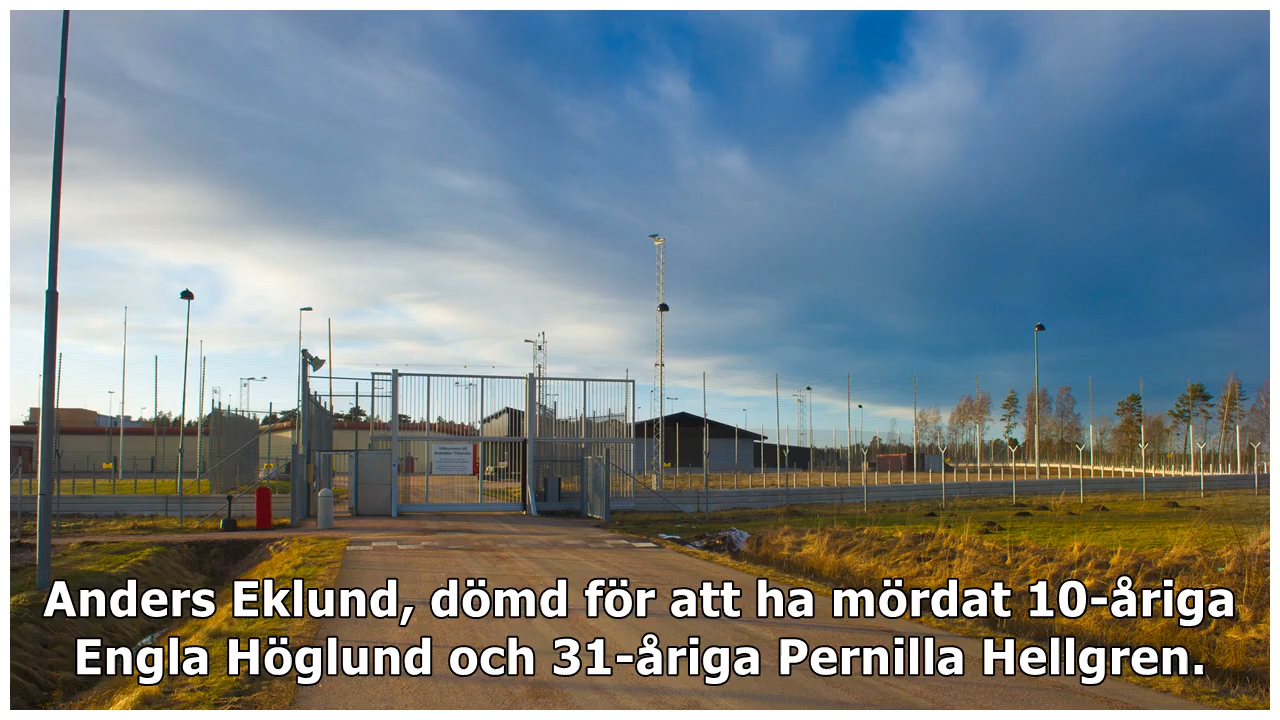 Anders Eklund, dömd för att ha mördat 10-åriga
Engla Höglund och 31-åriga Pernilla Hellgren.